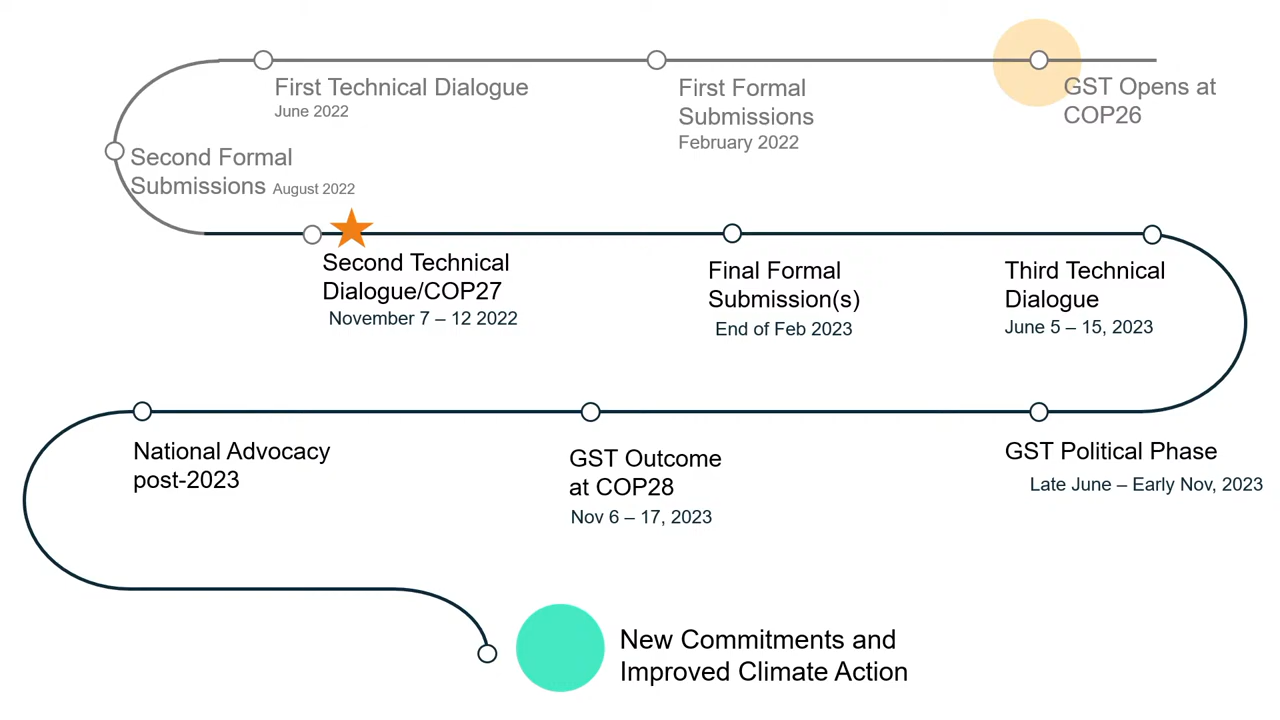 GST Opens at
COP26
First Formal
Submissions
February 2022
First Technical Dialogue
June 2022
Second Formal
Submissions August 2022
Second Technical
Dialogue/COP27
November 7 – 12 2022
Final Formal
Submission(s)
End of Feb 2023
Third Technical
Dialogue
June 5 – 15, 2023
GST Political Phase
Late June – Early Nov, 2023
GST Outcome
at COP28
Nov 6 – 17, 2023
National Advocacy
post-2023
New Commitments and
Improved Climate Action